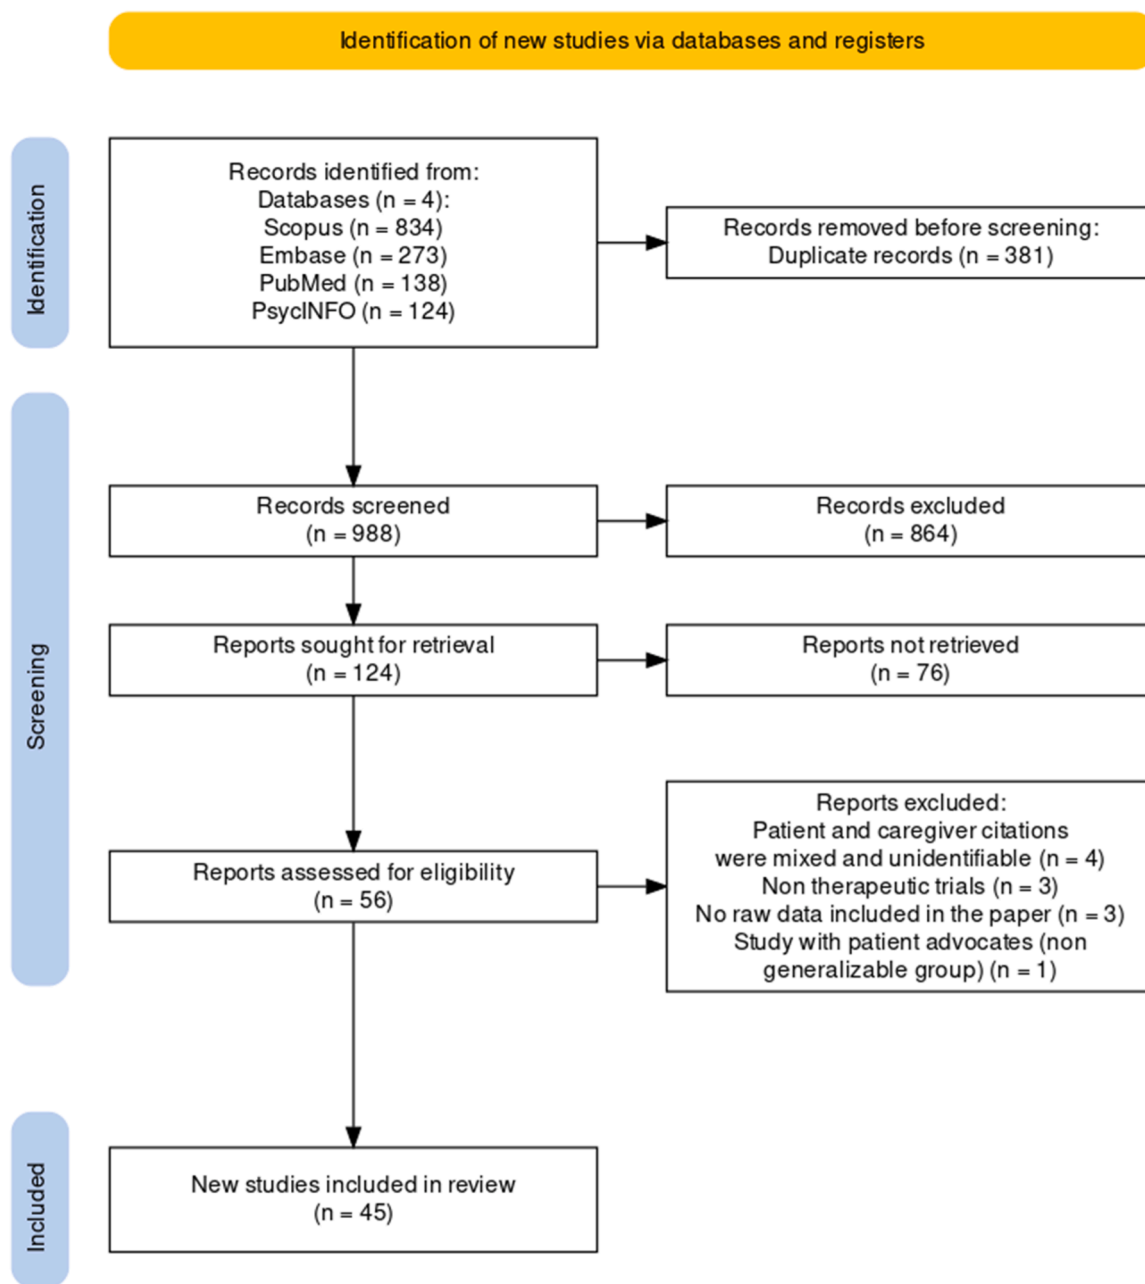 Identification of new studies via databases and registers
Identification
Records identified from:
Databases (n = 4):
Scopus (n = 834)
Embase (n = 273)
PubMed (n = 138)
PsycINFO (n = 124)
Records removed before screening:
Duplicate records (n = 381)
Screening
Records screened
(n = 988)
Records excluded
(n = 864)
Reports sought for retrieval
(n = 124)
Reports not retrieved
(n = 76)
Reports assessed for eligibility
(n = 56)
Reports excluded:
Patient and caregiver citations
were mixed and unidentifiable (n = 4)
Non therapeutic trials (n = 3)
No raw data included in the paper (n = 3)
Study with patient advocates (non
generalizable group) (n = 1)
Included
New studies included in review
(n = 45)